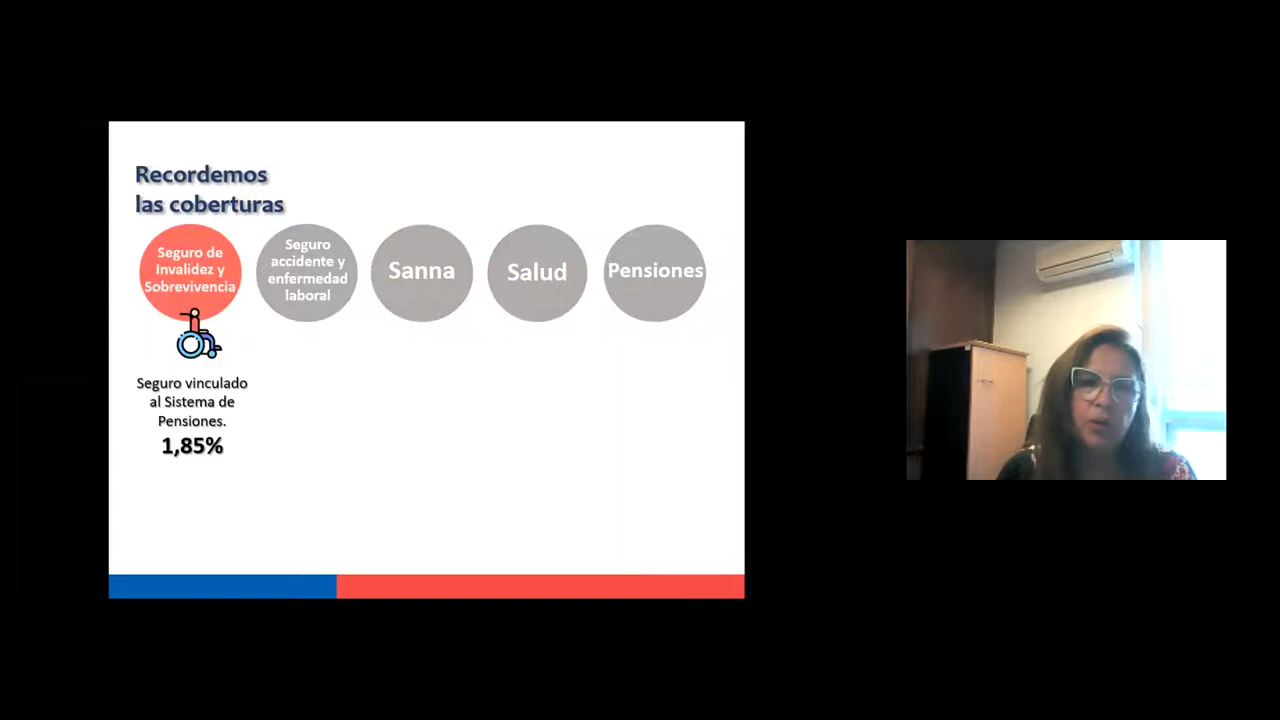 Recordemos
las coberturas
Seguro de
Invalidez y
Sobrevivencia
Seguro
accidente y
enfermedad
laboral
Sanna
Salud
Pensiones
Seguro vinculado
al Sistema de
Pensiones.
1,85%